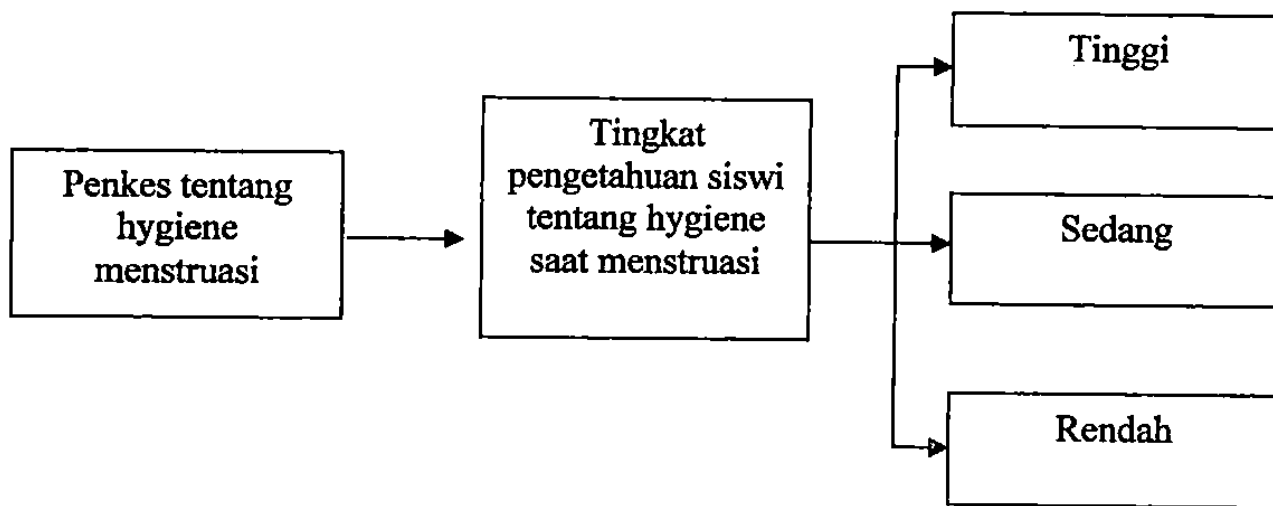 Penkes tentang
hygiene
menstruasi
Tingkat
pengetahuan siswi
tentang hygiene
saat menstruasi
Tinggi
Sedang
Rendah